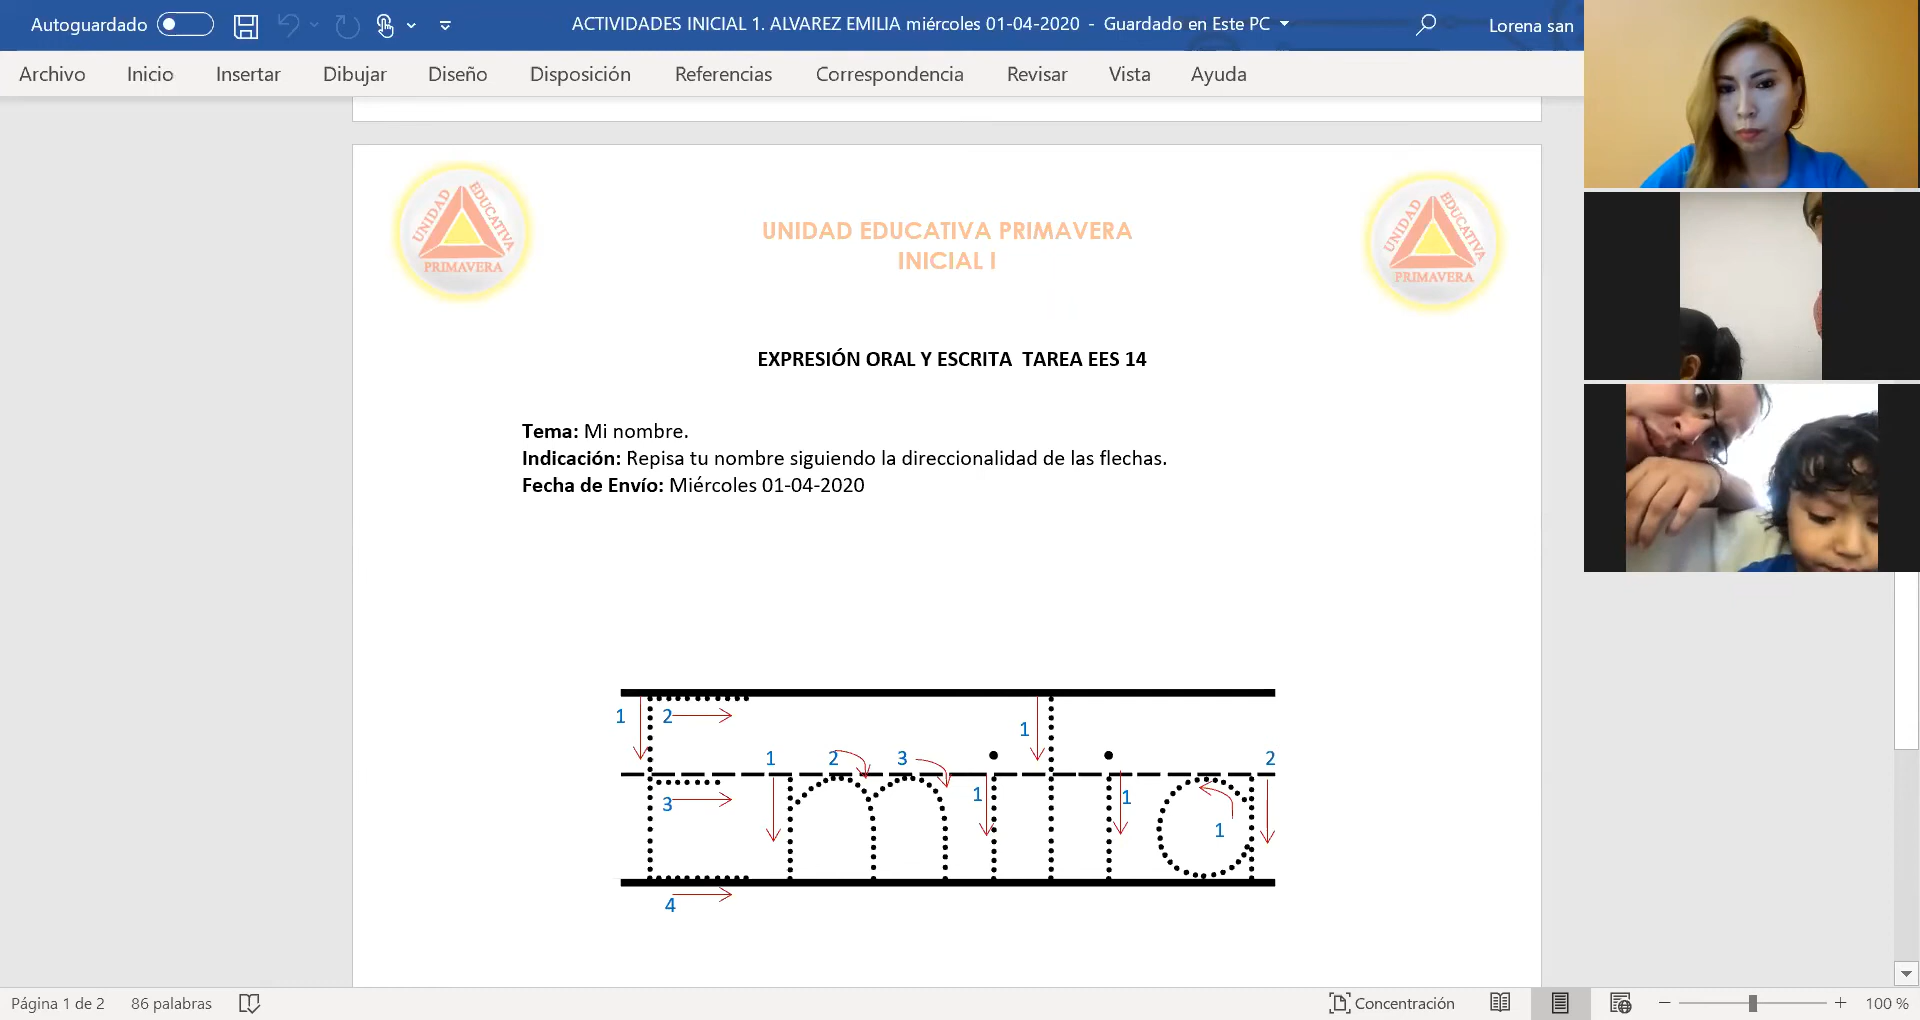 Autoguardado
ACTIVIDADES INICIAL 1. ALVAREZ EMILIA miércoles 01-04-2020 - Guardado en Este PC
Lorena san
Archivo Inicio Insertar Dibujar Diseño Disposición Referencias Correspondencia Revisar Vista Ayuda
UNIDAD EDUCATIVA PRIMAVERA
UNIDAD EDUCATIVA PRIMAVERA
INICIAL I
UNIDAD EDUCATIVA PRIMAVERA
EXPRESIÓN ORAL Y ESCRITA TAREA EES 14
Tema: Mi nombre.
Indicación: Repisa tu nombre siguiendo la direccionalidad de las flechas.
Fecha de Envío: Miércoles 01-04-2020
1 2 1
1 2 3 2
3 1 1 1
4
Emilia
Página 1 de 2 86 palabras Concentración 100 %